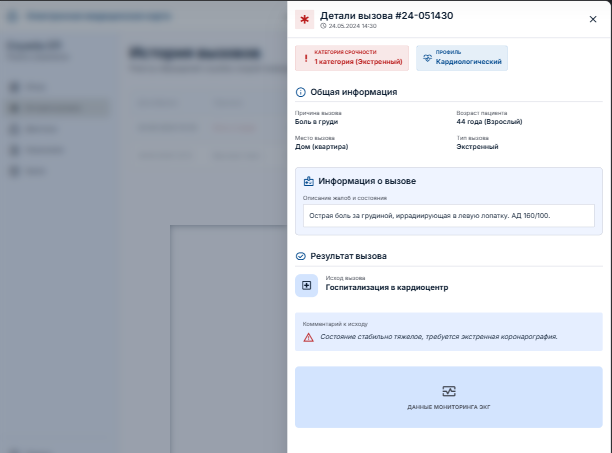 Детали вызова #24-051430
24.05.2024 14:30
КАТЕГОРИЯ СРОЧНОСТИ
1 категория (Экстренный)
ПРОФИЛЬ
Кардиологический
Общая информация
Причина вызова
Боль в груди
Возраст пациента
44 года (Взрослый)
Место вызова
Дом (квартира)
Тип вызова
Экстренный
Информация о вызове
Описание жалоб и состояния
Острая боль за грудиной, иррадиирующая в левую лопатку. АД 160/100.
Результат вызова
Исход вызова
Госпитализация в кардиоцентр
Комментарий к исходу
Состояние стабильно тяжелое, требуется экстренная коронарография.
ДАННЫЕ МОНИТОРИНГА ЭКГ
История вызовов